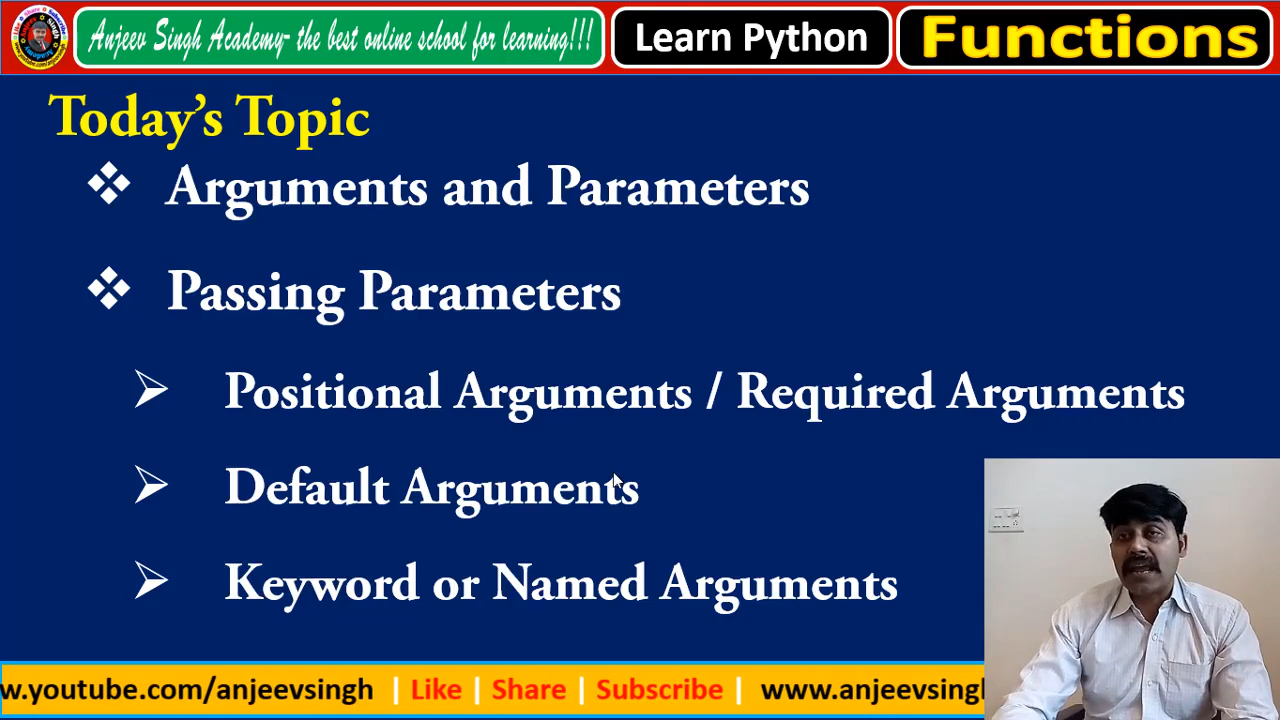 Anjeev Singh Academy- the best online school for learning!!!
Learn Python
Functions
Today's Topic
❖ Arguments and Parameters
❖ Passing Parameters
➢ Positional Arguments / Required Arguments
➢ Default Arguments
➢ Keyword or Named Arguments
w.youtube.com/anjeevsingh | Like | Share | Subscribe | www.anjeevsingh